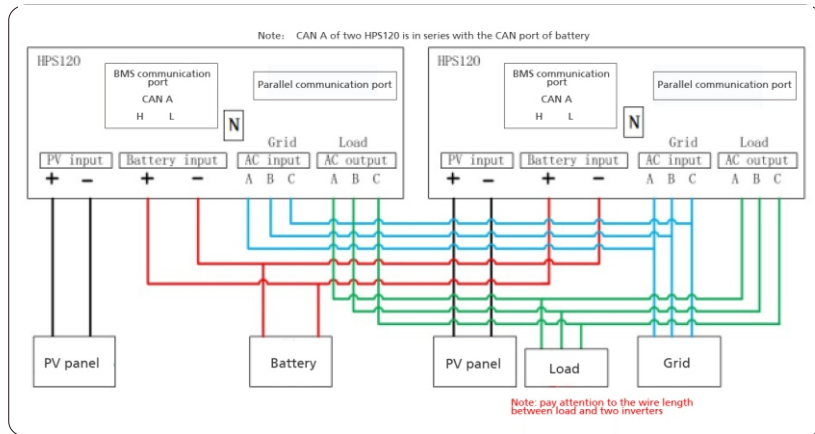 Note: CAN A of two HPS120 is in series with the CAN port of battery
HPS120
BMS communication
port
CAN A
H L
Parallel communication port
N
Grid Load
PV input Battery input AC input AC output
+ − + − A B C A B C
HPS120
BMS communication
port
CAN A
H L
Parallel communication port
N
Grid Load
PV input Battery input AC input AC output
+ − + − A B C A B C
PV panel
Battery
PV panel
Load
Grid
Note: pay attention to the wire length
between load and two inverters